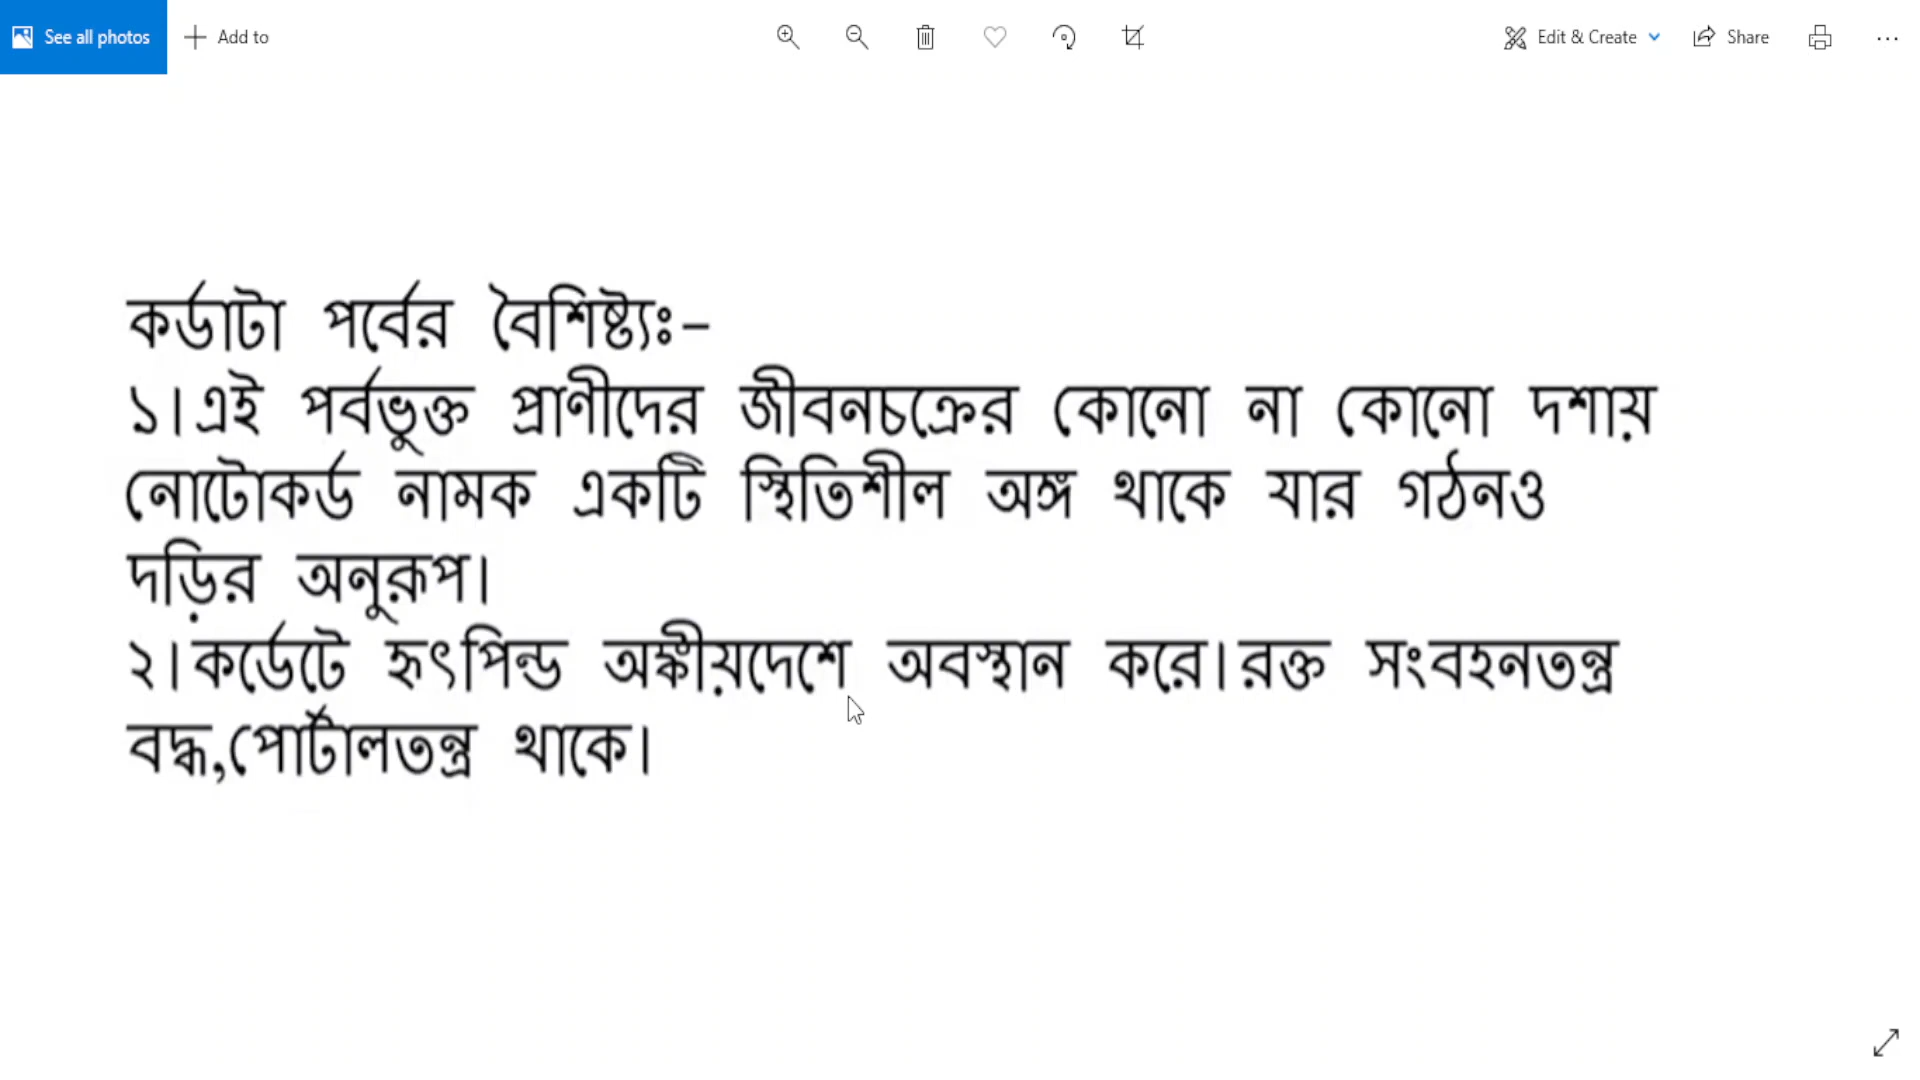 See all photos
Add to
Edit & Create
Share
কর্ডাটা পর্বের বৈশিষ্ট্যঃ–
১।এই পর্বভুক্ত প্রাণীদের জীবনচক্রের কোনো না কোনো দশায়
নোটোকর্ড নামক একটি স্থিতিশীল অঙ্গ থাকে যার গঠনও
দড়ির অনুরূপ।
২।কর্ডেটে হৃৎপিন্ড অঙ্কীয়দেশে অবস্থান করে।রক্ত সংবহনতন্ত্র
বদ্ধ,পোর্টালতন্ত্র থাকে।